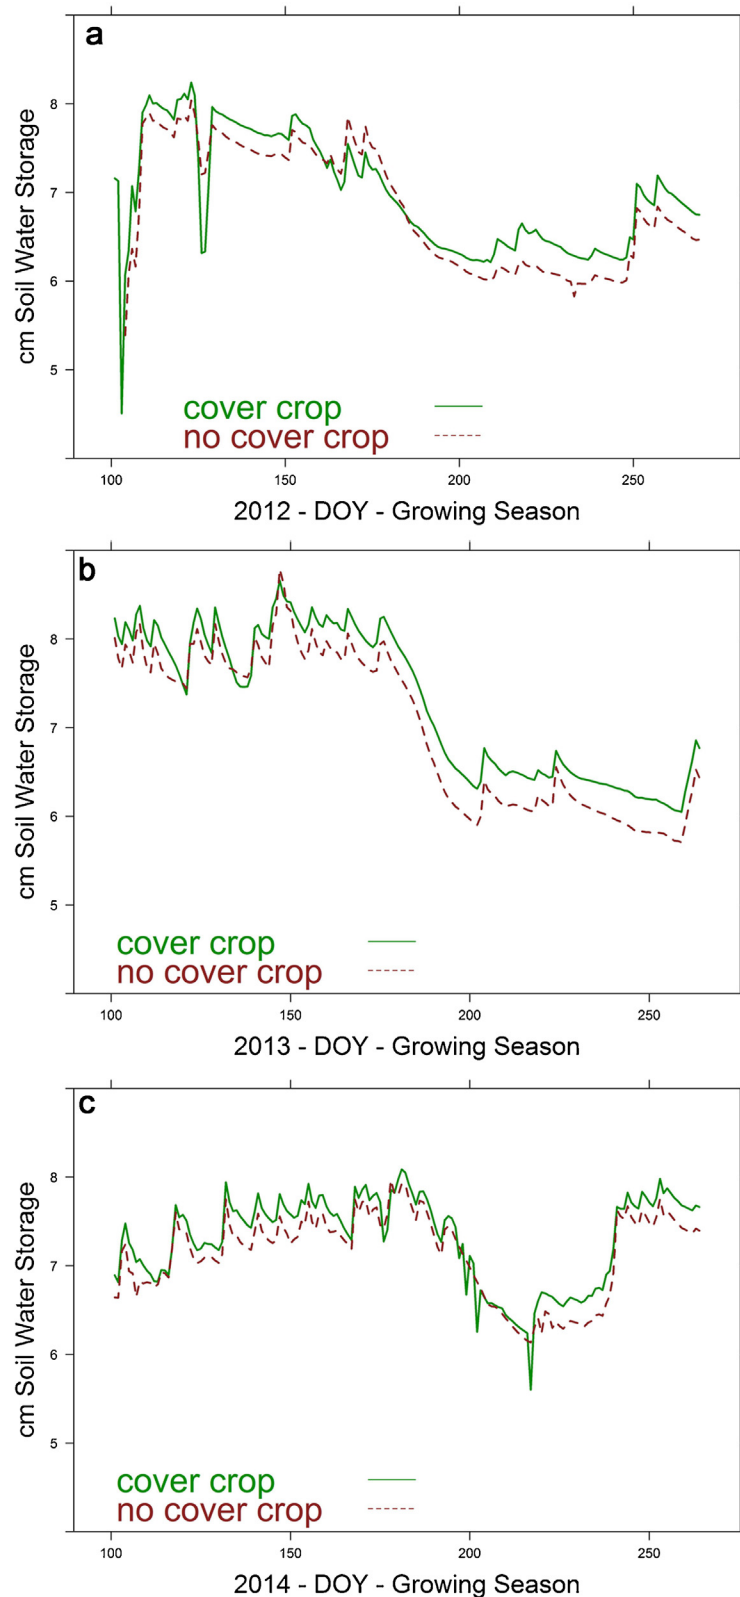 a
8
7
6
5
cm Soil Water Storage
cover crop
no cover crop
100 150 200 250
2012 - DOY - Growing Season
b
8
7
6
5
cm Soil Water Storage
cover crop
no cover crop
100 150 200 250
2013 - DOY - Growing Season
c
8
7
6
5
cm Soil Water Storage
cover crop
no cover crop
100 150 200 250
2014 - DOY - Growing Season